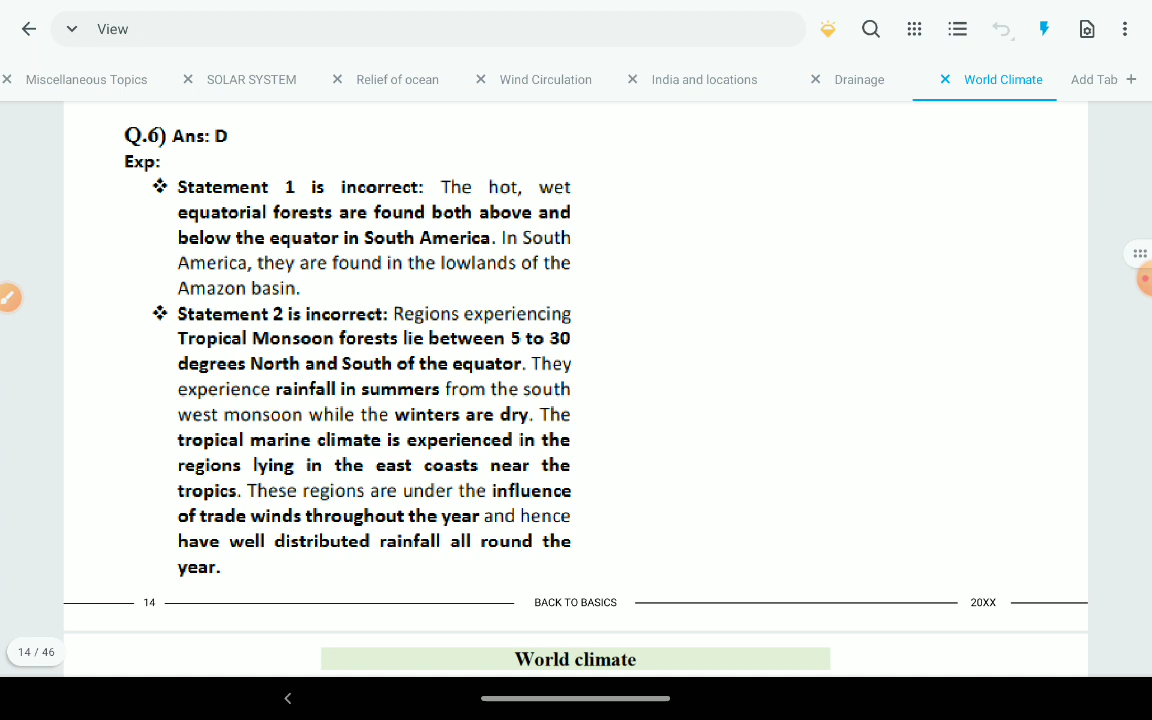 View
Miscellaneous Topics
SOLAR SYSTEM
Relief of ocean
Wind Circulation
India and locations
Drainage
World Climate
Add Tab +
Q.6) Ans: D
Exp:
❖ Statement 1 is incorrect: The hot, wet
equatorial forests are found both above and
below the equator in South America. In South
America, they are found in the lowlands of the
Amazon basin.
❖ Statement 2 is incorrect: Regions experiencing
Tropical Monsoon forests lie between 5 to 30
degrees North and South of the equator. They
experience rainfall in summers from the south
west monsoon while the winters are dry. The
tropical marine climate is experienced in the
regions lying in the east coasts near the
tropics. These regions are under the influence
of trade winds throughout the year and hence
have well distributed rainfall all round the
year.
14 BACK TO BASICS 20XX
14 / 46
World climate